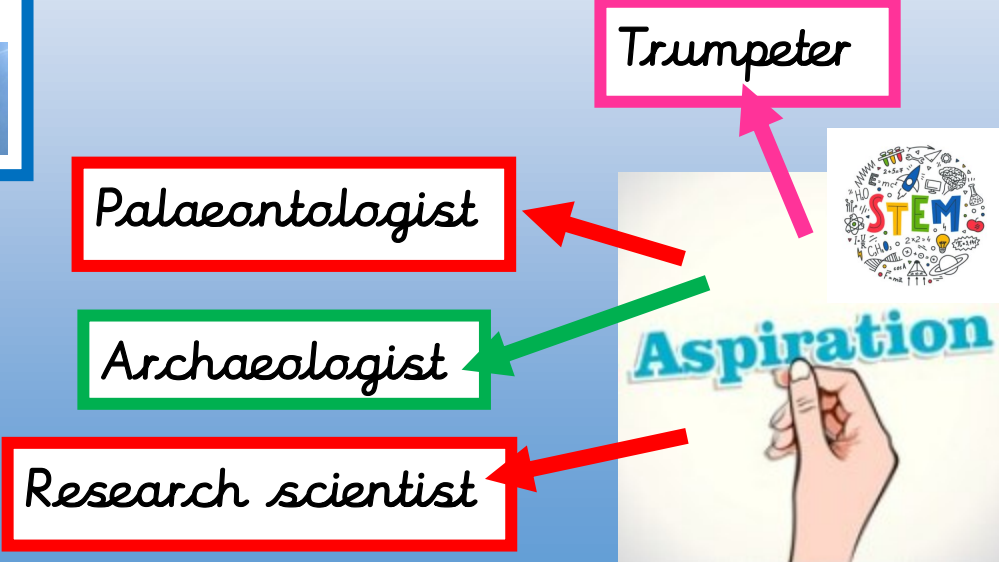 Trumpeter
Palaeontologist
STEM
Aspiration
Archaeologist
Research scientist